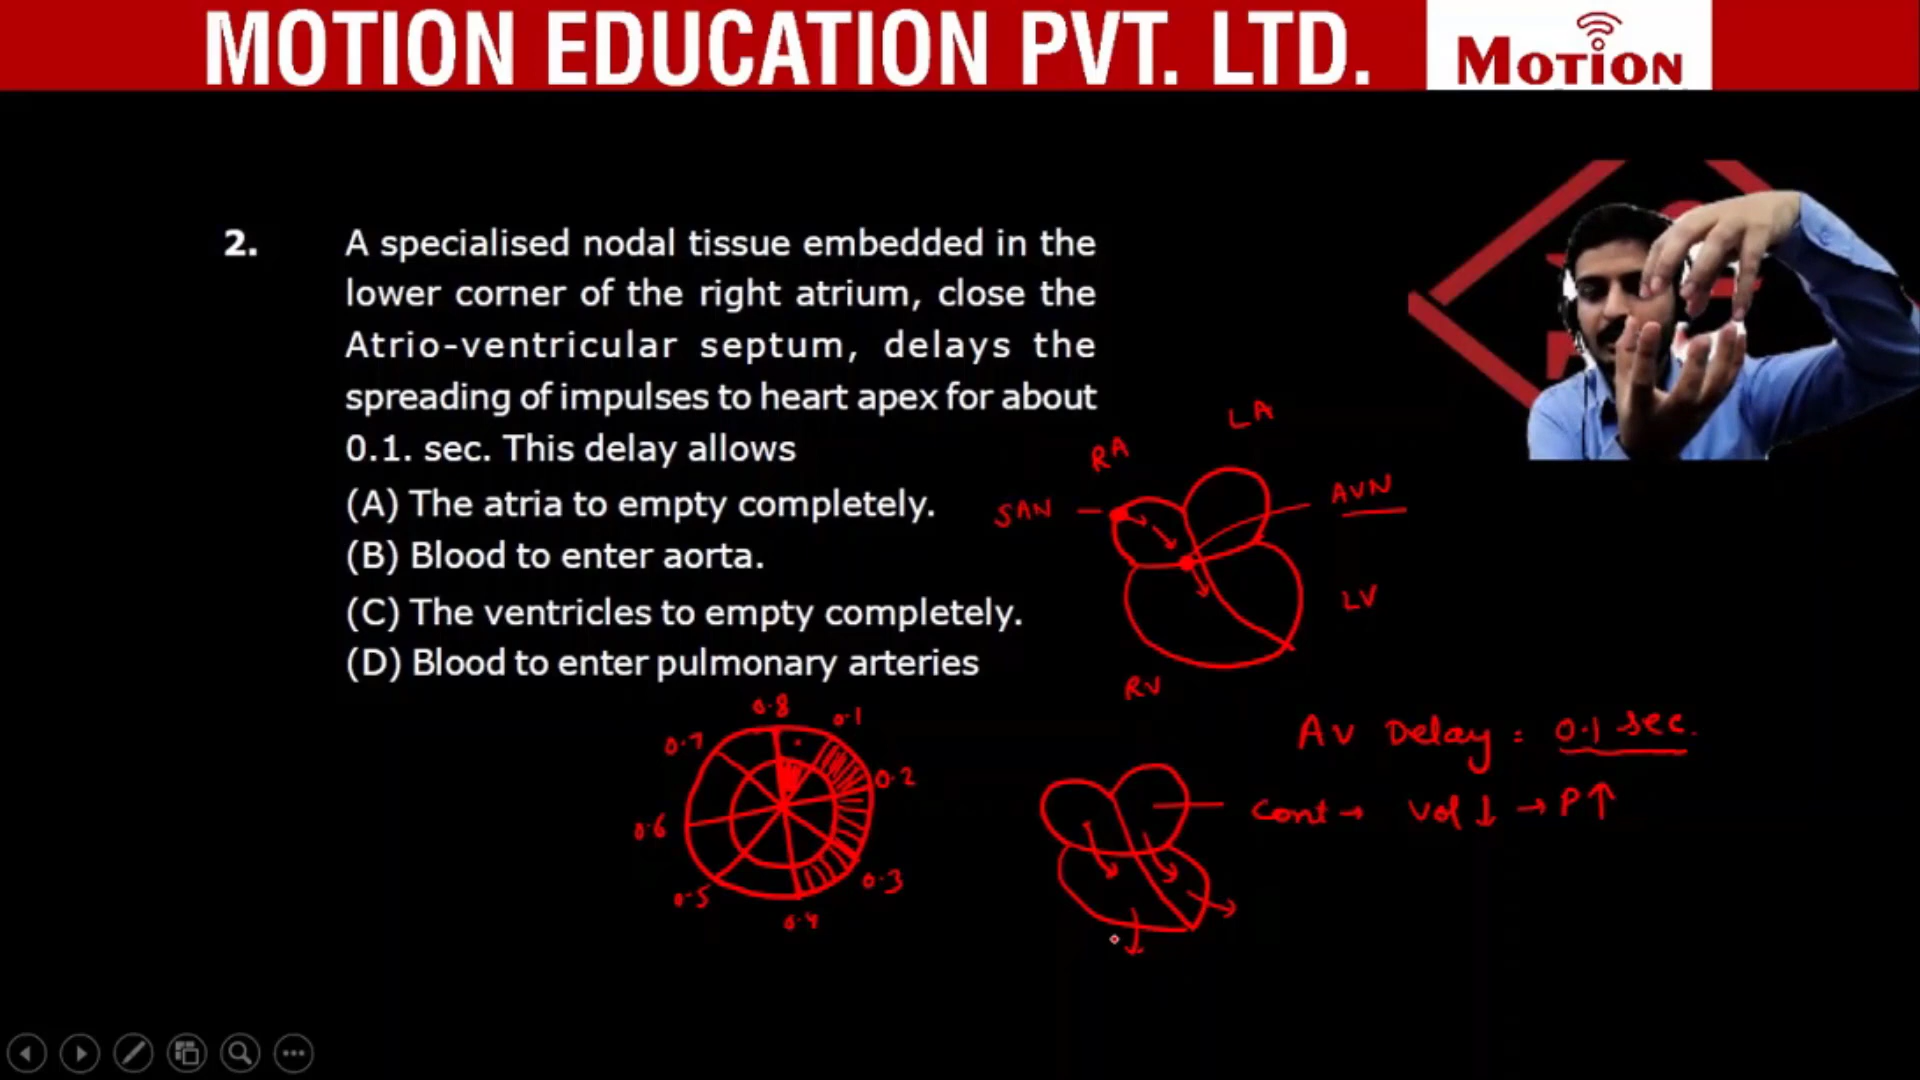 MOTION EDUCATION PVT. LTD.
MOTION
2. A specialised nodal tissue embedded in the
lower corner of the right atrium, close the
Atrio-ventricular septum, delays the
spreading of impulses to heart apex for about
0.1. sec. This delay allows
(A) The atria to empty completely.
(B) Blood to enter aorta.
(C) The ventricles to empty completely.
(D) Blood to enter pulmonary arteries
LA
RA
SAN
AVN
LV
RV
0.8
0.1
0.7
0.2
0.6
0.3
0.5
0.4
AV Delay = 0.1 sec.
Cont → Vol ↓ → P↑